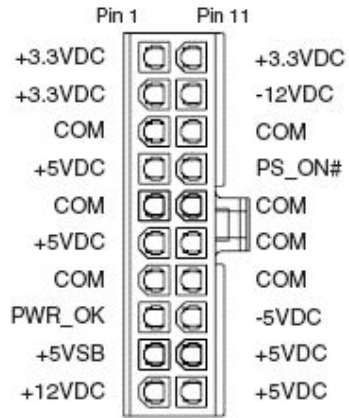 Pin 1 Pin 11
+3.3VDC +3.3VDC
+3.3VDC -12VDC
COM COM
+5VDC PS_ON#
COM COM
+5VDC COM
COM COM
PWR_OK -5VDC
+5VSB +5VDC
+12VDC +5VDC